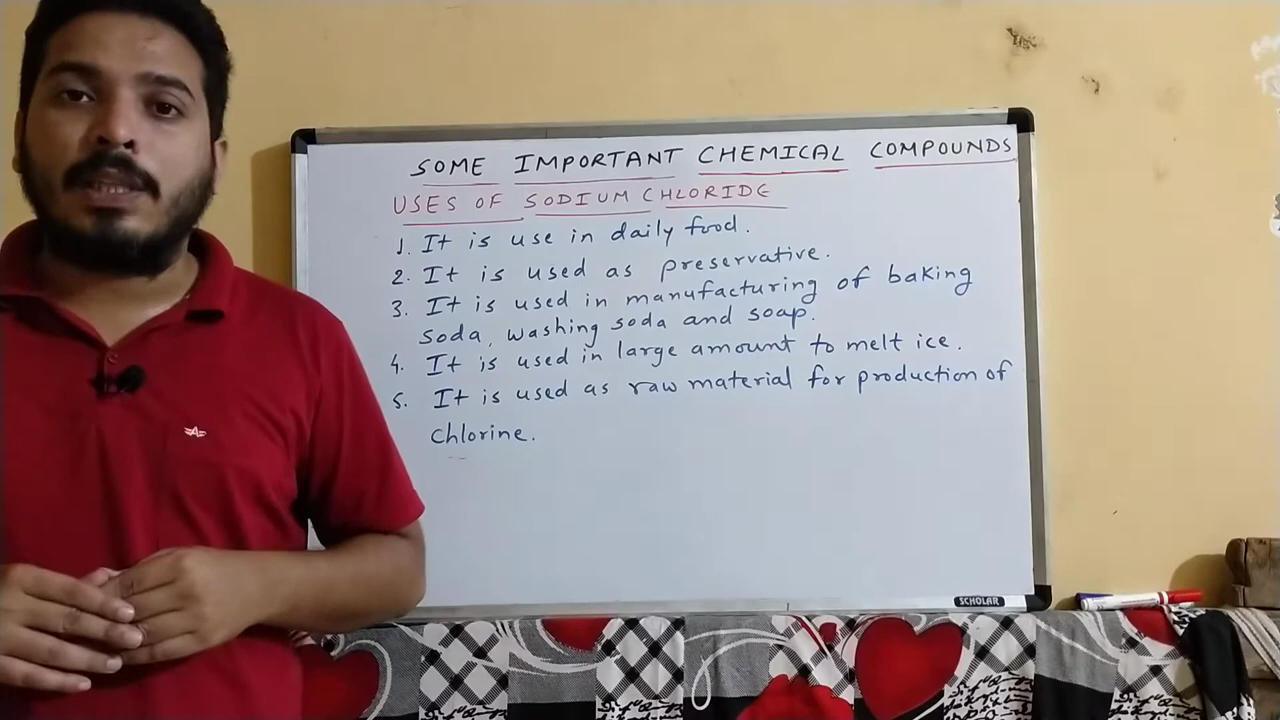 SOME IMPORTANT CHEMICAL COMPOUNDS
USES OF SODIUM CHLORIDE
1. It is use in daily food.
2. It is used as preservative.
3. It is used in manufacturing of baking
soda, washing soda and soap.
4. It is used in large amount to melt ice.
5. It is used as raw material for production of
chlorine.
SCHOLAR